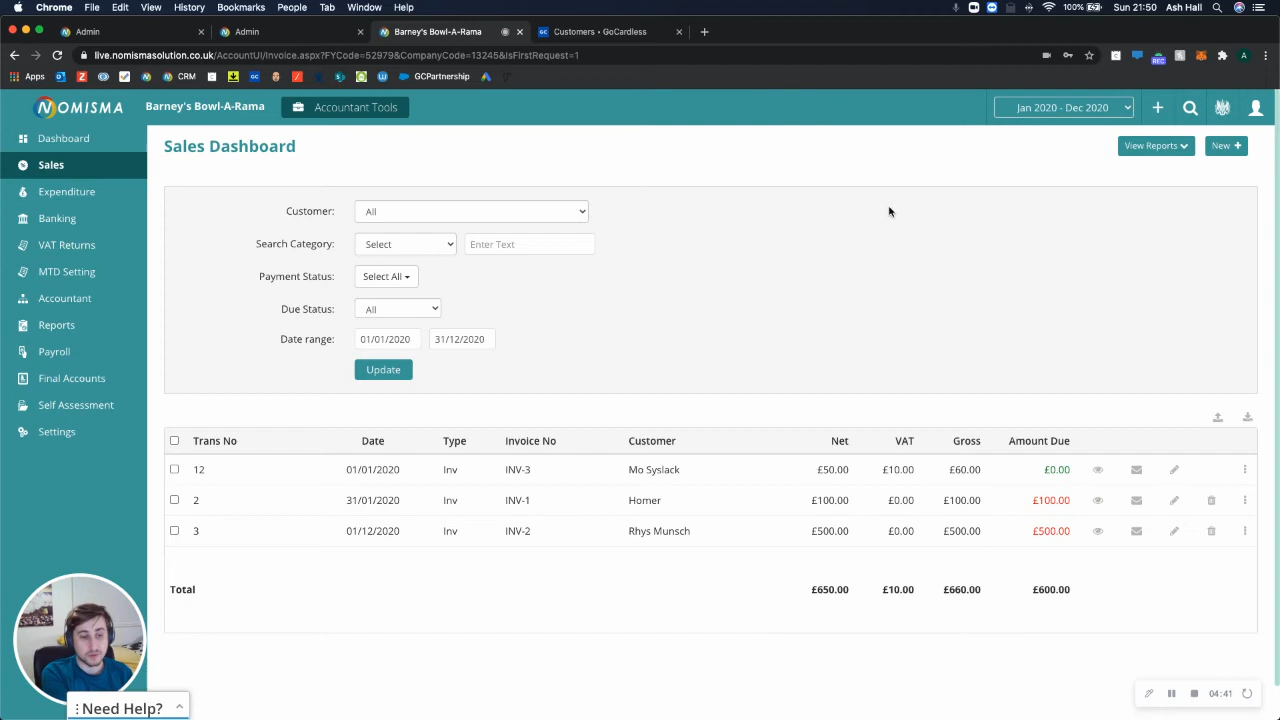 Chrome File Edit View History Bookmarks People Tab Window Help 100% Sun 21:50 Ash Hall
Admin Admin Barney's Bowl-A-Rama Customers • GoCardless
live.nomismasolution.co.uk/AccountUI/Invoice.aspx?FYCode=52979&CompanyCode=13245&IsFirstRequest=1
Apps CRM GCPartnership
NOMISMA Barney's Bowl-A-Rama Accountant Tools Jan 2020 - Dec 2020
Dashboard
Sales
Expenditure
Banking
VAT Returns
MTD Setting
Accountant
Reports
Payroll
Final Accounts
Self Assessment
Settings
Sales Dashboard View Reports New +
Customer: All
Search Category: Select Enter Text
Payment Status: Select All
Due Status: All
Date range: 01/01/2020 31/12/2020
Update
Trans No Date Type Invoice No Customer Net VAT Gross Amount Due
12 01/01/2020 Inv INV-3 Mo Syslack £50.00 £10.00 £60.00 £0.00
2 31/01/2020 Inv INV-1 Homer £100.00 £0.00 £100.00 £100.00
3 01/12/2020 Inv INV-2 Rhys Munsch £500.00 £0.00 £500.00 £500.00
Total £650.00 £10.00 £660.00 £600.00
Need Help?
04:41